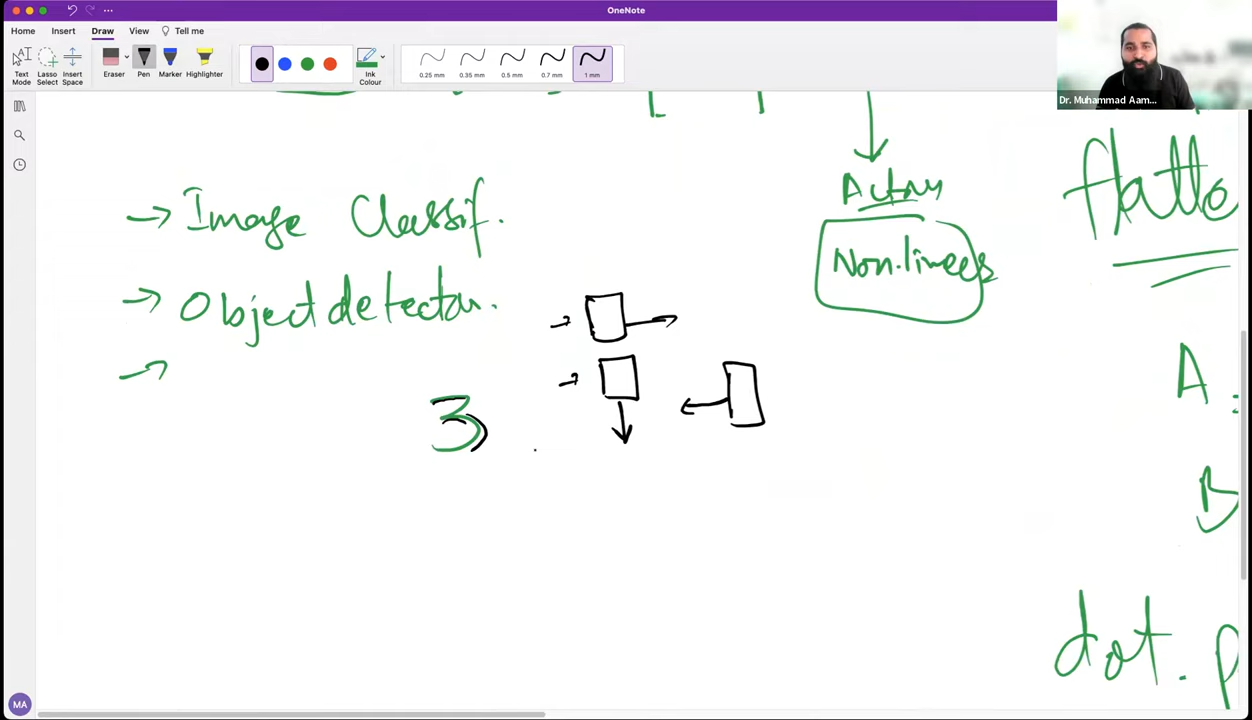 OneNote
Home Insert Draw View Tell me
Text Mode
Lasso Select
Insert Space
Eraser
Pen
Marker
Highlighter
Ink Colour
0.25 mm
0.35 mm
0.5 mm
0.7 mm
1 mm
Dr. Muhammad Aam...
→ Image Classif.
→ Object detector.
→
3
Non-linear
flatte
A :
B
dot. p
MA